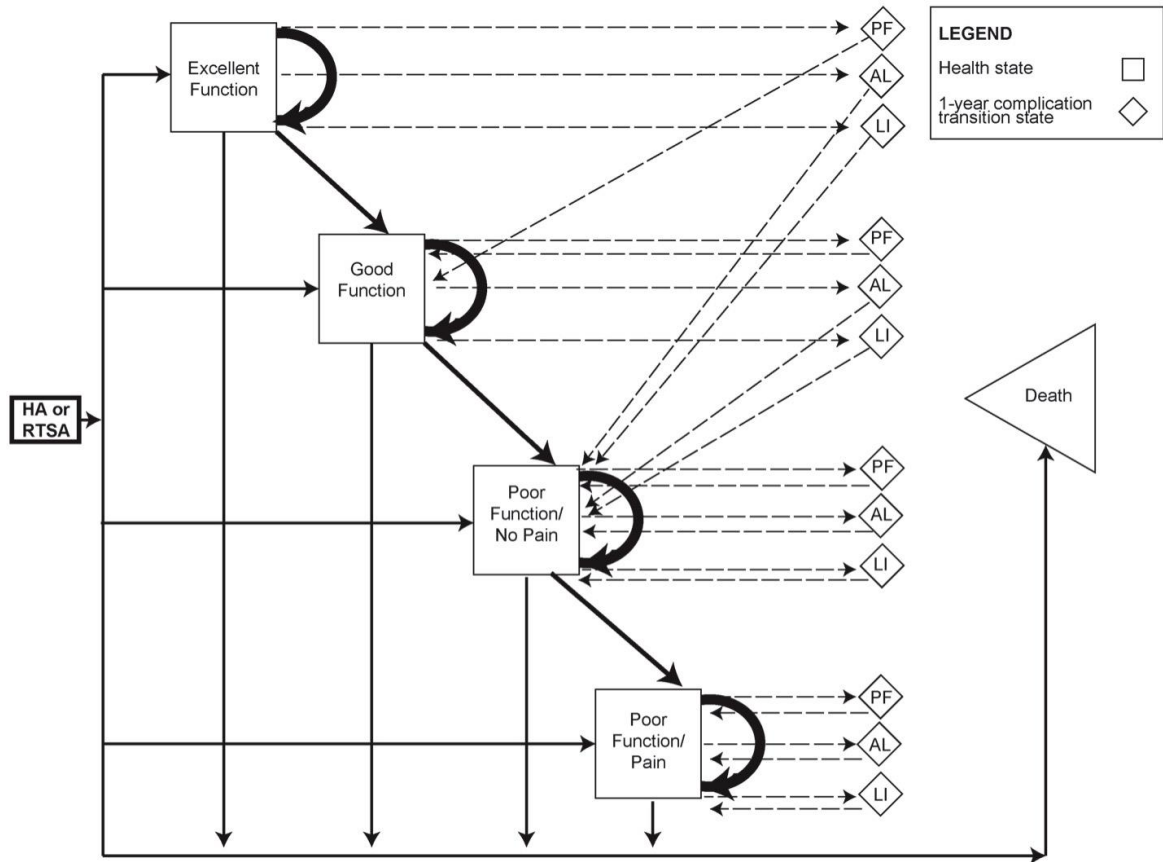 PF
LEGEND
Excellent
Function
AL
Health state
1-year complication
transition state
LI
PF
Good
Function
AL
LI
Death
HA or
RTSA
PF
Poor
Function/
No Pain
AL
LI
PF
Poor
Function/
Pain
AL
LI